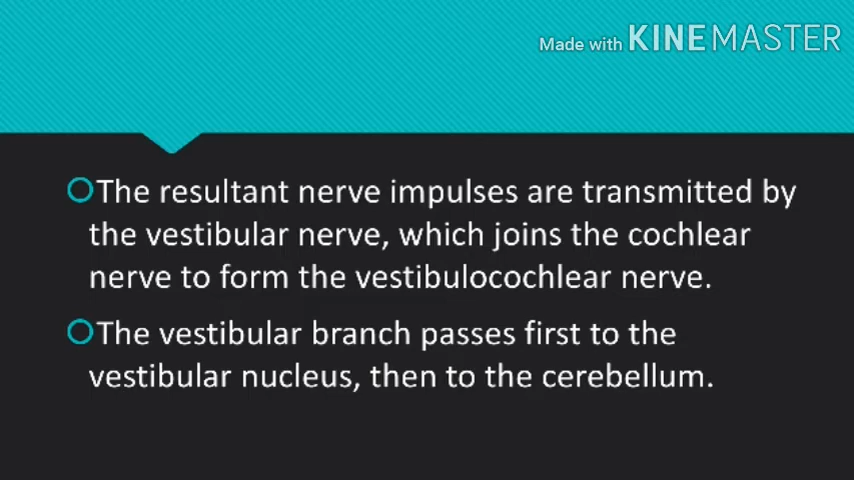 Made with KINEMASTER
The resultant nerve impulses are transmitted by
the vestibular nerve, which joins the cochlear
nerve to form the vestibulocochlear nerve.
The vestibular branch passes first to the
vestibular nucleus, then to the cerebellum.